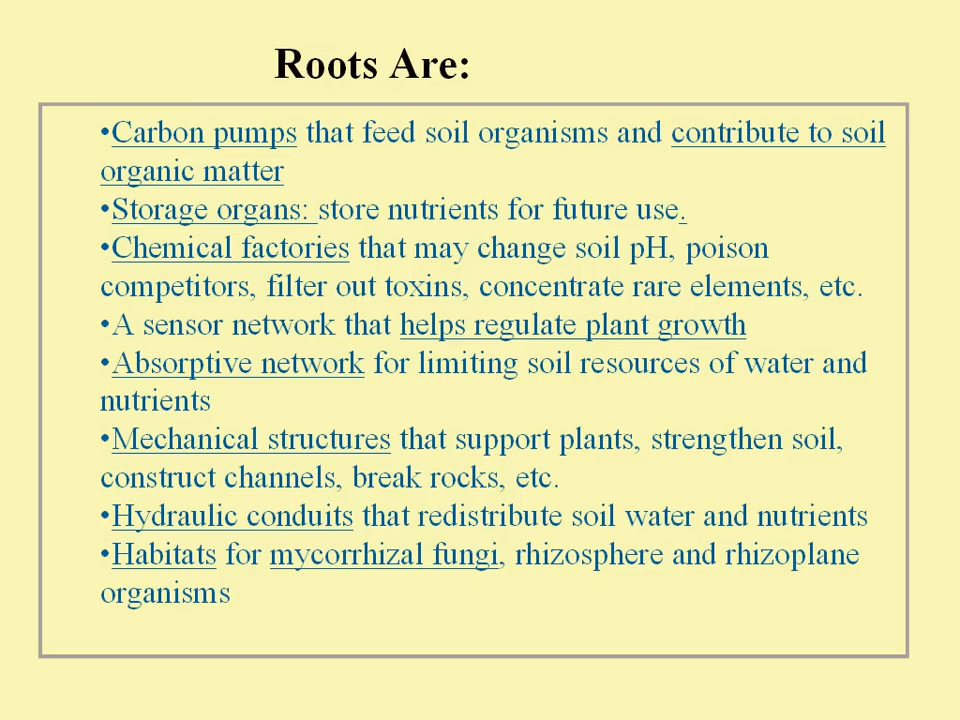 Roots Are:
•Carbon pumps that feed soil organisms and contribute to soil
organic matter
•Storage organs: store nutrients for future use.
•Chemical factories that may change soil pH, poison
competitors, filter out toxins, concentrate rare elements, etc.
•A sensor network that helps regulate plant growth
•Absorptive network for limiting soil resources of water and
nutrients
•Mechanical structures that support plants, strengthen soil,
construct channels, break rocks, etc.
•Hydraulic conduits that redistribute soil water and nutrients
•Habitats for mycorrhizal fungi, rhizosphere and rhizoplane
organisms